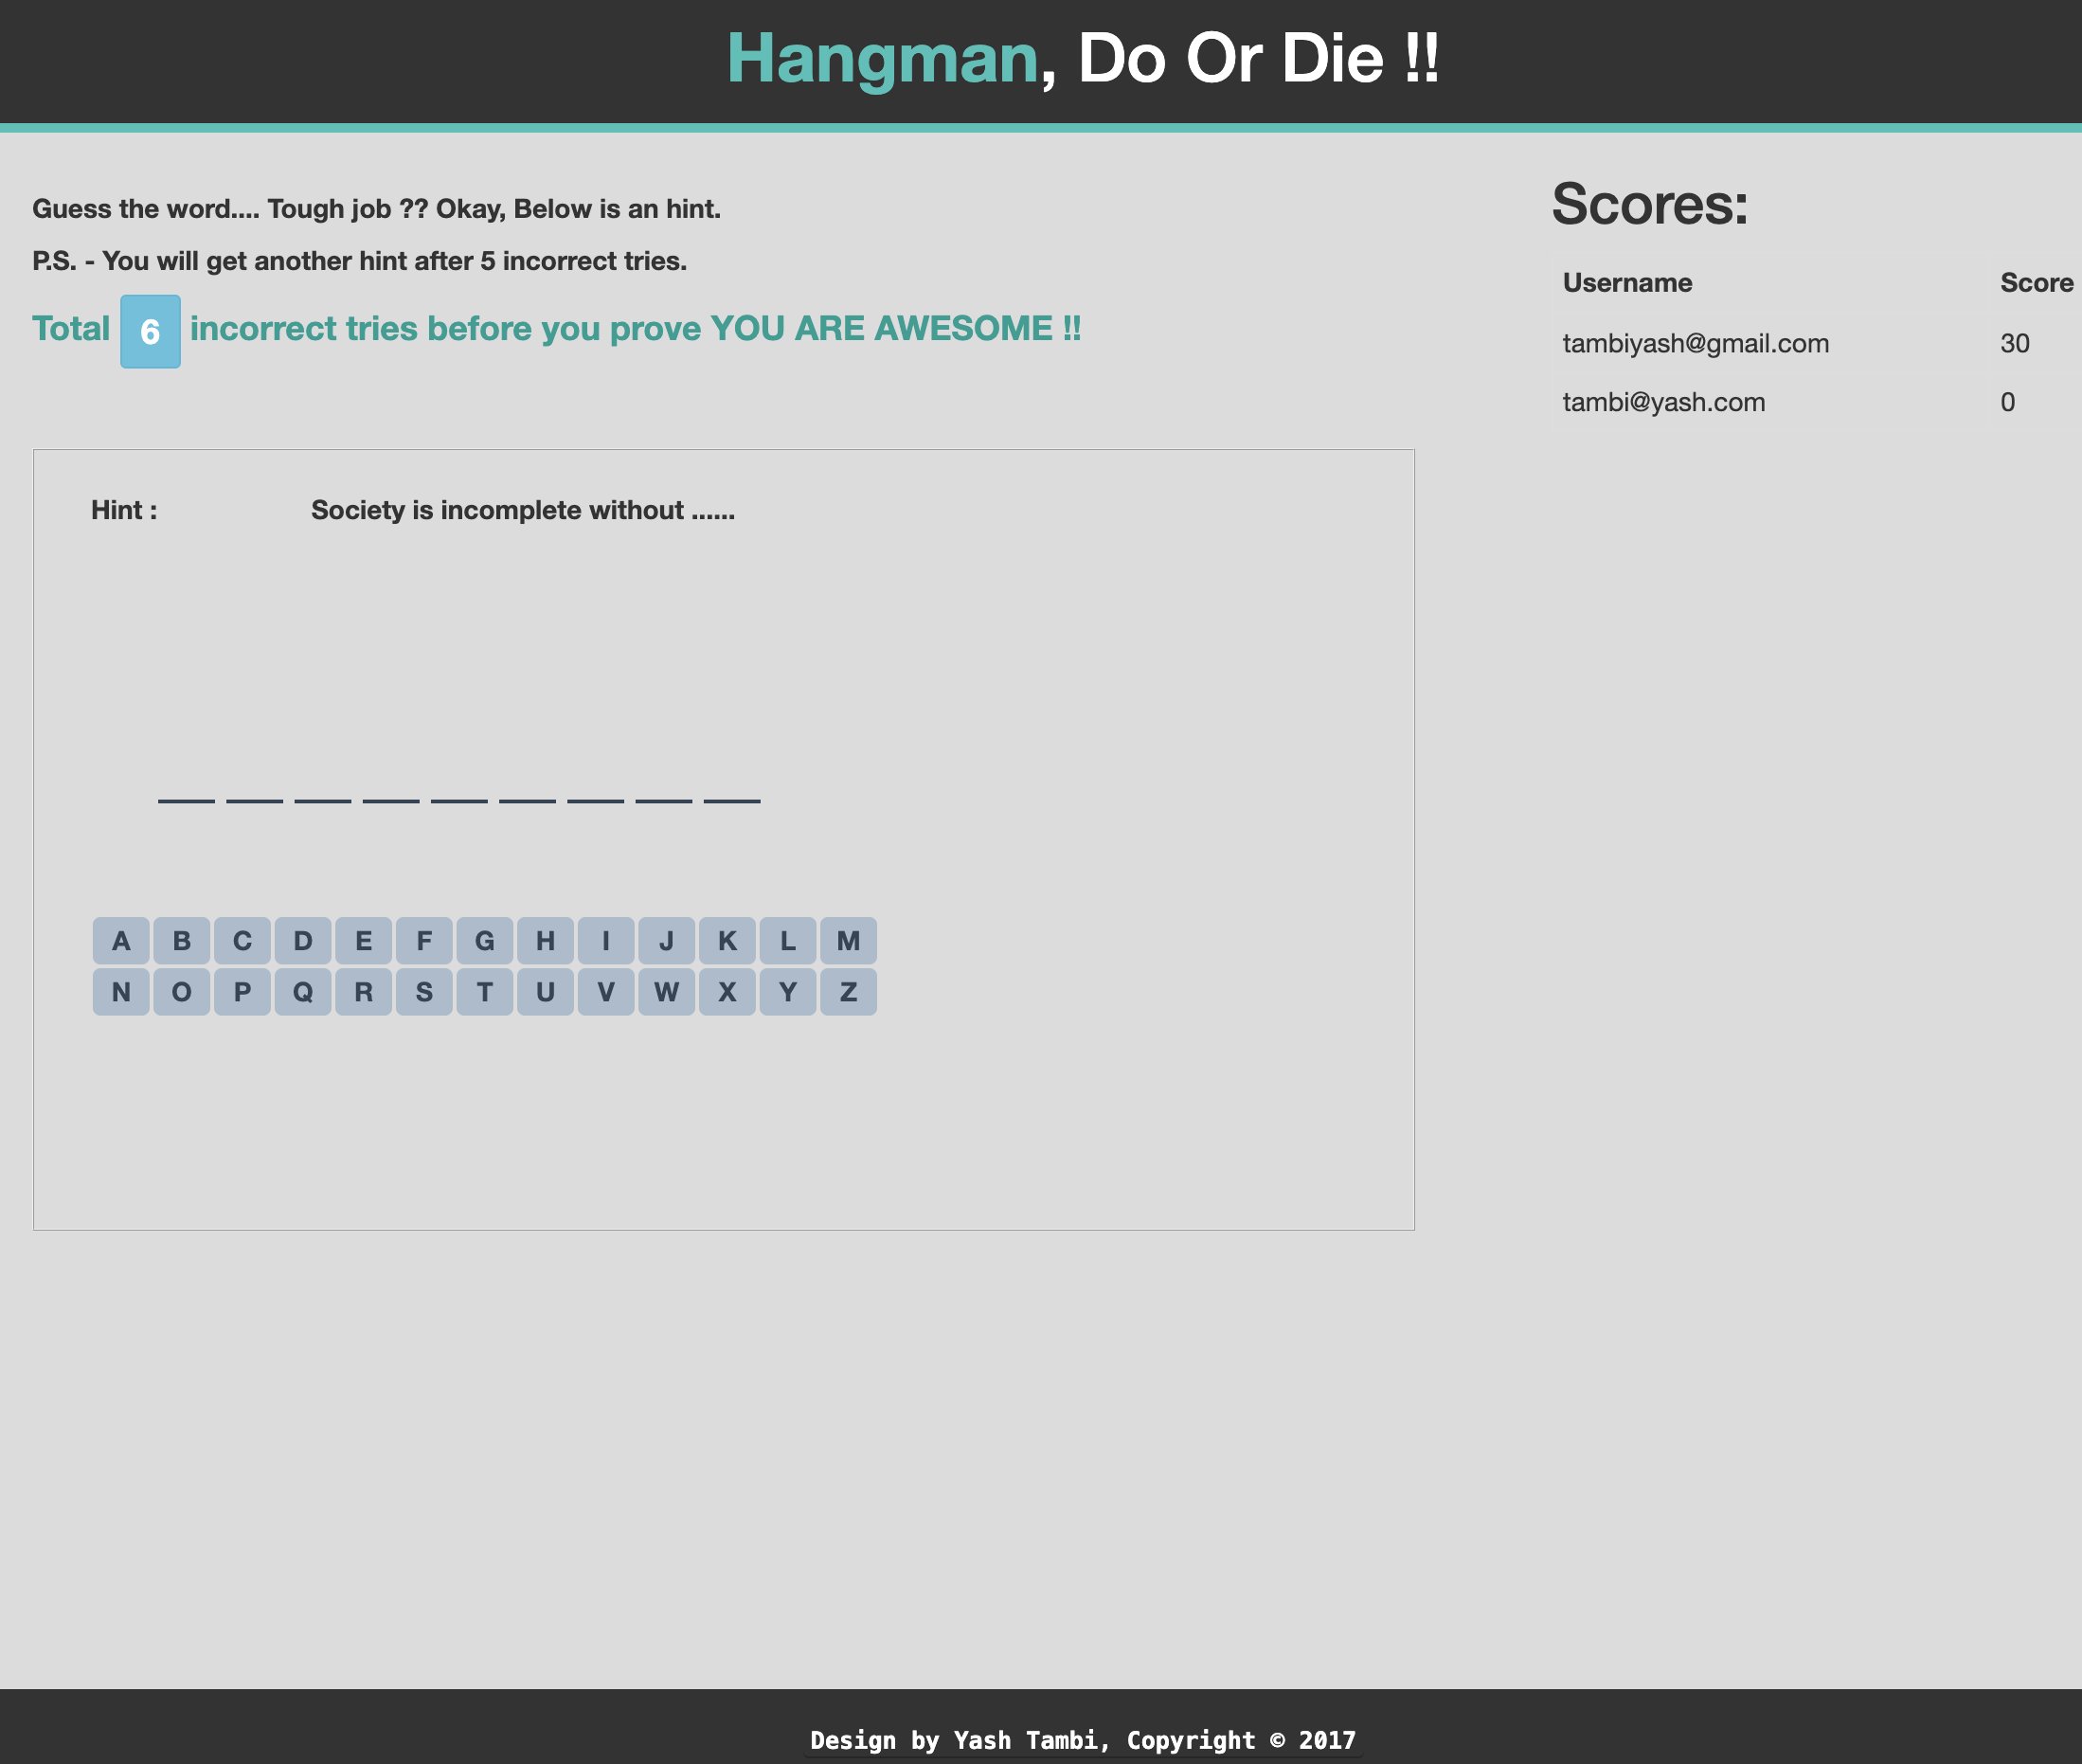 Hangman, Do Or Die !!
Guess the word.... Tough job ?? Okay, Below is an hint.
P.S. - You will get another hint after 5 incorrect tries.
Total 6 incorrect tries before you prove YOU ARE AWESOME !!
Scores:
Username Score
tambiyash@gmail.com 30
tambi@yash.com 0
Hint : Society is incomplete without ......
A B C D E F G H I J K L M
N O P Q R S T U V W X Y Z
Design by Yash Tambi, Copyright © 2017